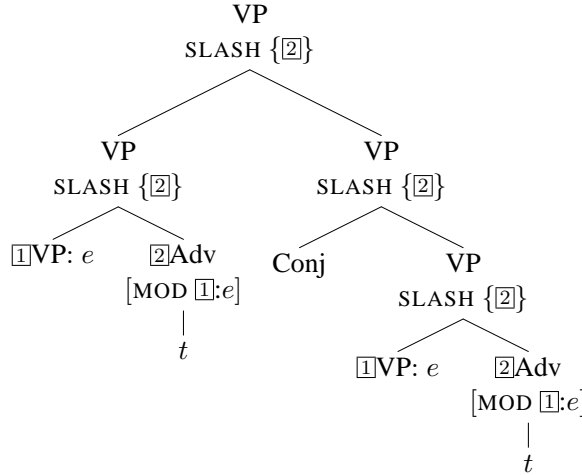 VP
SLASH {2}
VP VP
SLASH {2} SLASH {2}
1VP: e 2Adv Conj VP
[MOD 1:e] SLASH {2}
t 1VP: e 2Adv
[MOD 1:e]
t